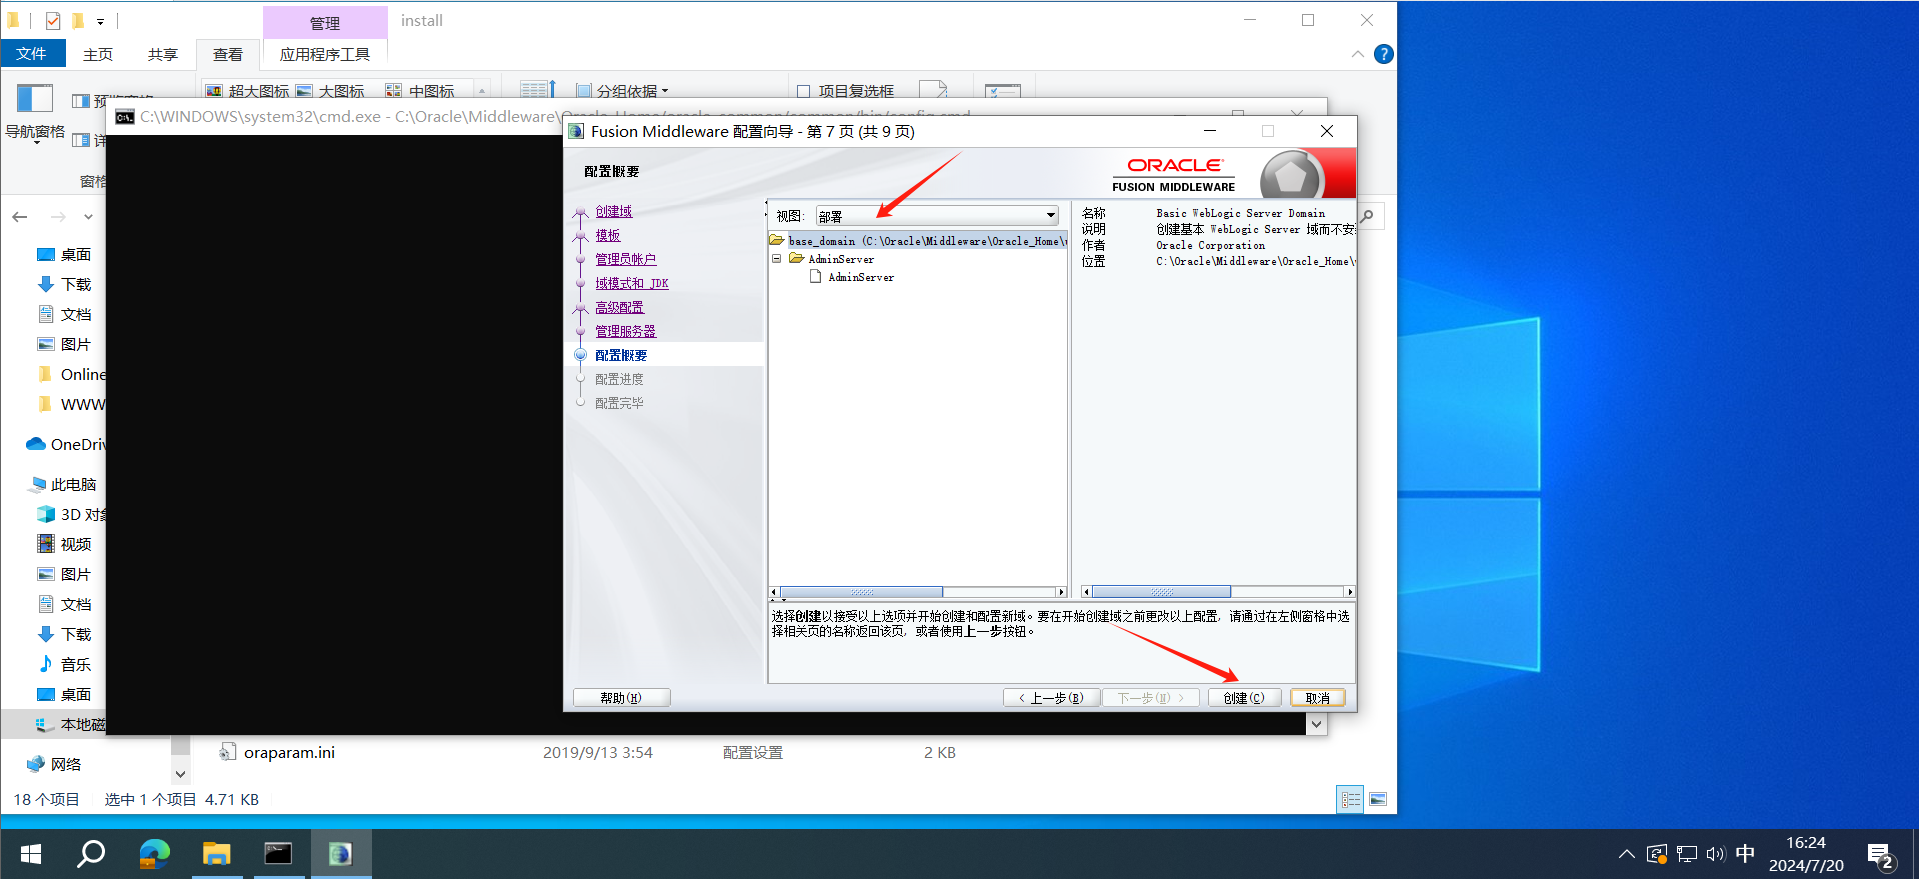 管理
install
文件
主页
共享
查看
应用程序工具
超大图标
大图标
中图标
分组依据
项目复选框
导航窗格
窗格
C:\WINDOWS\system32\cmd.exe - C:\Oracle\Middleware\Oracle_Home\oracle_common\common\bin\config.cmd
Fusion Middleware 配置向导 - 第 7 页 (共 9 页)
配置概要
ORACLE
FUSION MIDDLEWARE
创建域
模板
管理员帐户
域模式和 JDK
高级配置
管理服务器
配置概要
配置进度
配置完毕
视图:
部署
base_domain (C:\Oracle\Middleware\Oracle_Home\
AdminServer
AdminServer
名称 Basic WebLogic Server Domain
说明 创建基本 WebLogic Server 域而不安
作者 Oracle Corporation
位置 C:\Oracle\Middleware\Oracle_Home\
选择创建以接受以上选项并开始创建和配置新域。要在开始创建域之前更改以上配置, 请通过在左侧窗格中选
择相关页的名称返回该页, 或者使用上一步按钮。
帮助(H)
< 上一步(B)
下一步(N) >
创建(C)
取消
桌面
下载
文档
图片
Online
WWW
OneDriv
此电脑
3D 对象
视频
图片
文档
下载
音乐
桌面
本地磁
网络
oraparam.ini
2019/9/13 3:54
配置设置
2 KB
18 个项目
选中 1 个项目 4.71 KB
中
16:24
2024/7/20
2